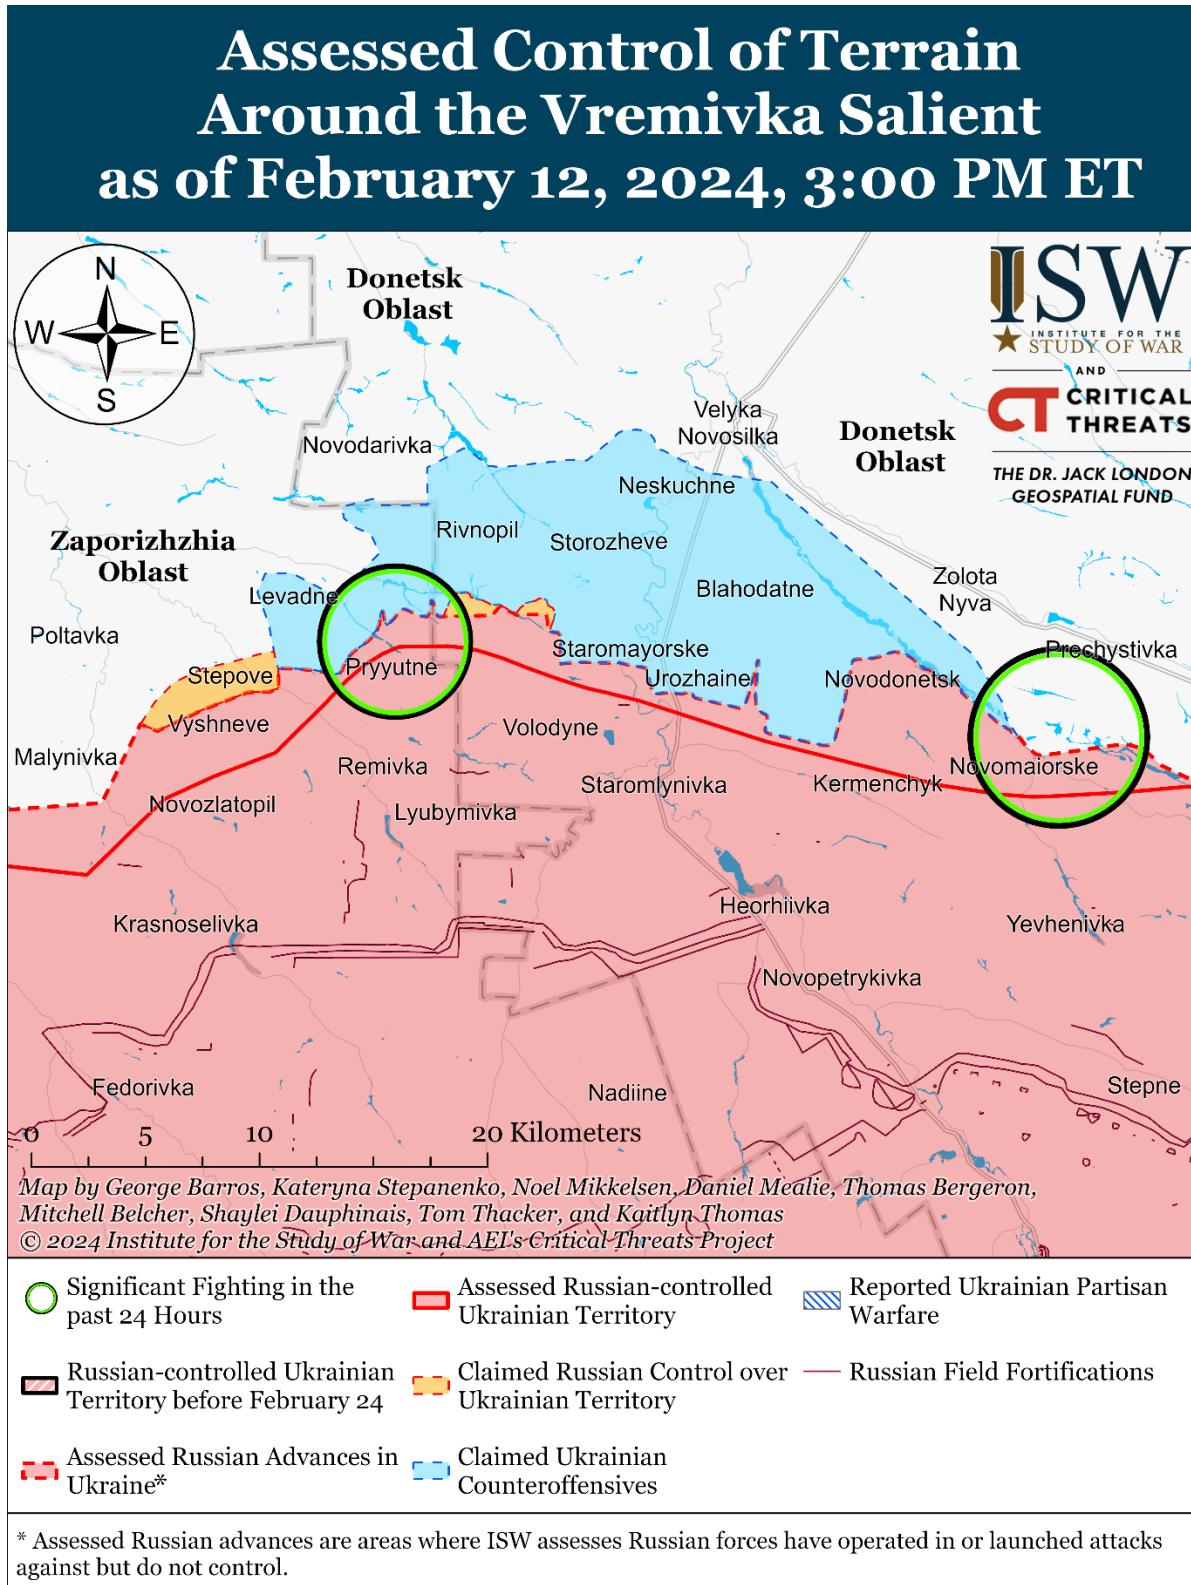 Assessed Control of Terrain
Around the Vremivka Salient
as of February 12, 2024, 3:00 PM ET
N
W
E
S
Donetsk
Oblast
ISW
INSTITUTE FOR THE
STUDY OF WAR
AND
CT CRITICAL
THREATS
THE DR. JACK LONDON
GEOSPATIAL FUND
Velyka
Novosilka
Donetsk
Oblast
Novodarivka
Neskuchne
Rivnopil
Storozheve
Zaporizhzhia
Oblast
Blahodatne
Zolota
Nyva
Levadne
Poltavka
Staromayorske
Prechystivka
Pryyutne
Stepove
Urozhaine
Novodonetsk
Vyshneve
Volodyne
Malynivka
Remivka
Novomaiorske
Staromlynivka
Kermenchyk
Novozlatopil
Lyubymivka
Heorhiivka
Krasnoselivka
Yevhenivka
Novopetrykivka
Fedorivka
Nadiine
Stepne
0 5 10 20 Kilometers
Map by George Barros, Kateryna Stepanenko, Noel Mikkelsen, Daniel Mealie, Thomas Bergeron,
Mitchell Belcher, Shaylei Dauphinais, Tom Thacker, and Kaitlyn Thomas
© 2024 Institute for the Study of War and AEI's Critical Threats Project
Significant Fighting in the
past 24 Hours
Assessed Russian-controlled
Ukrainian Territory
Reported Ukrainian Partisan
Warfare
Russian-controlled Ukrainian
Territory before February 24
Claimed Russian Control over
Ukrainian Territory
Russian Field Fortifications
Assessed Russian Advances in
Ukraine*
Claimed Ukrainian
Counteroffensives
* Assessed Russian advances are areas where ISW assesses Russian forces have operated in or launched attacks
against but do not control.